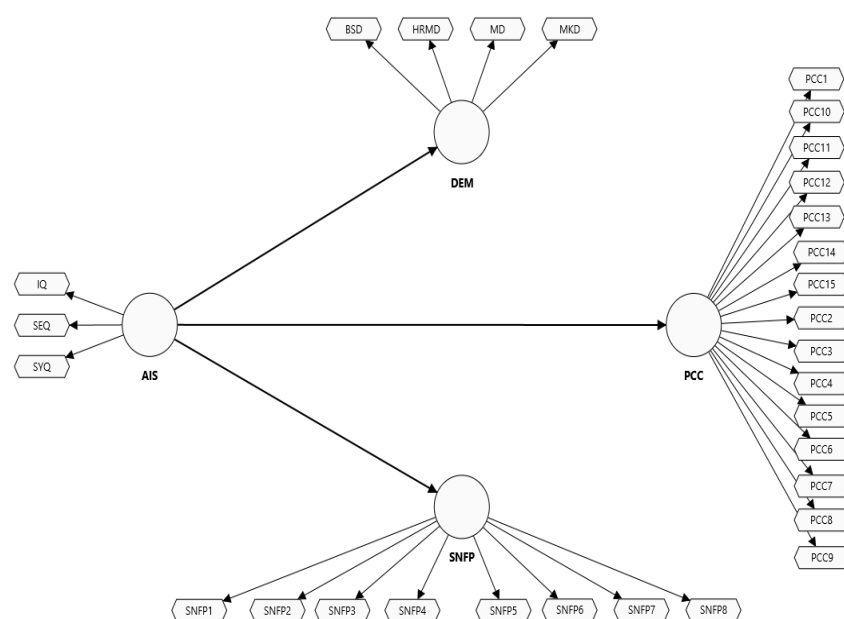 BSD HRMD MD MKD
DEM
PCC1
PCC10
PCC11
PCC12
PCC13
PCC14
PCC15
PCC2
PCC3
PCC4
PCC5
PCC6
PCC7
PCC8
PCC9
PCC
IQ
SEQ
SYQ
AIS
SNFP
SNFP1 SNFP2 SNFP3 SNFP4 SNFP5 SNFP6 SNFP7 SNFP8